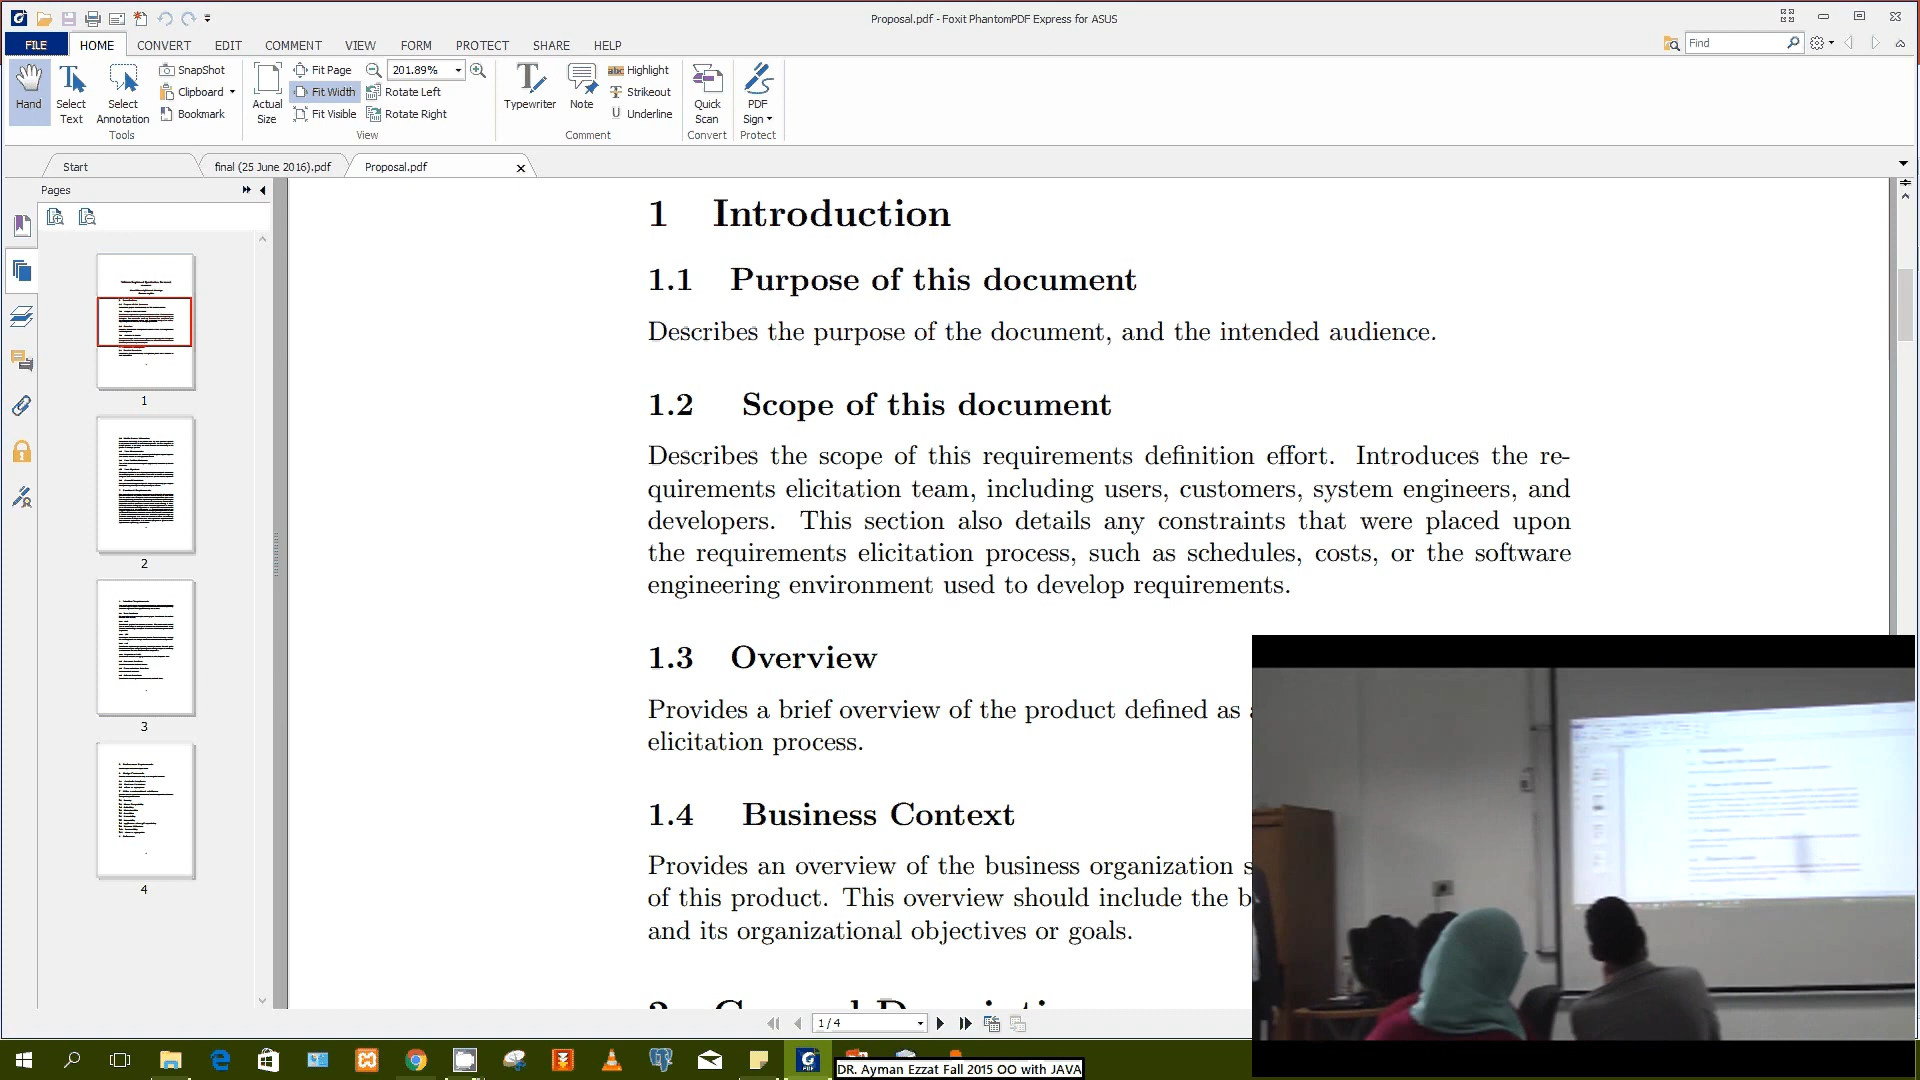 Proposal.pdf - Foxit PhantomPDF Express for ASUS
FILE HOME CONVERT EDIT COMMENT VIEW FORM PROTECT SHARE HELP
Find
Hand
Select Text
Select Annotation
SnapShot
Clipboard
Bookmark
Tools
Actual Size
Fit Page
Fit Width
Fit Visible
201.89%
Rotate Left
Rotate Right
View
Typewriter
Note
Highlight
Strikeout
Underline
Comment
Quick Scan
Convert
PDF Sign
Protect
Start
final (25 June 2016).pdf
Proposal.pdf
Pages
1
2
3
4
1 Introduction
1.1 Purpose of this document
Describes the purpose of the document, and the intended audience.
1.2 Scope of this document
Describes the scope of this requirements definition effort. Introduces the re-
quirements elicitation team, including users, customers, system engineers, and
developers. This section also details any constraints that were placed upon
the requirements elicitation process, such as schedules, costs, or the software
engineering environment used to develop requirements.
1.3 Overview
Provides a brief overview of the product defined as
elicitation process.
1.4 Business Context
Provides an overview of the business organization
of this product. This overview should include the
and its organizational objectives or goals.
1 / 4
DR. Ayman Ezzat Fall 2015 OO with JAVA